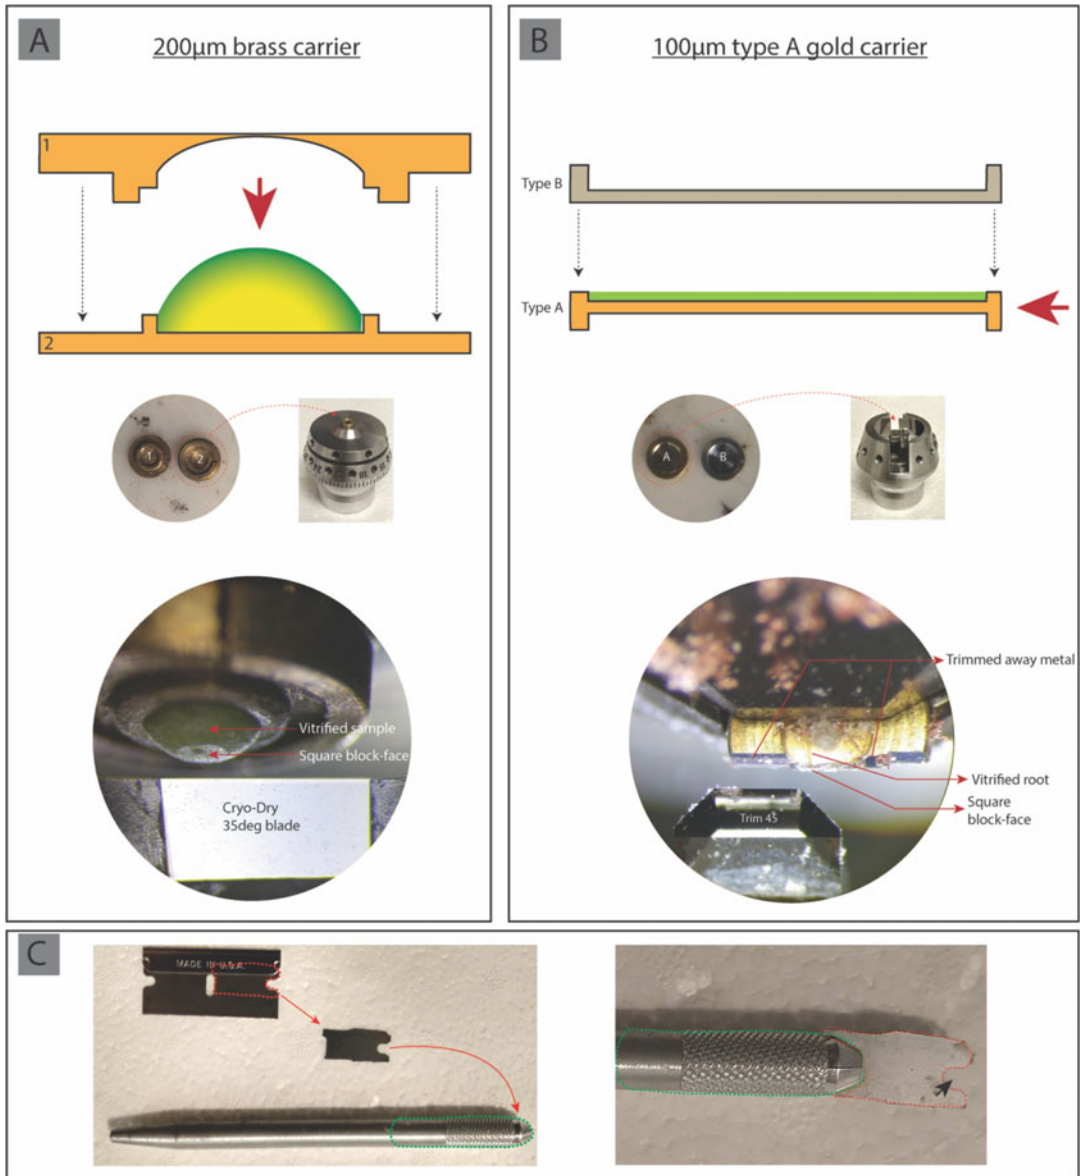 A
200µm brass carrier
1
2
1
2
Vitrified sample
Square block-face
Cryo-Dry
35deg blade
B
100µm type A gold carrier
Type B
Type A
A
B
Trimmed away metal
Vitrified root
Square
block-face
Trim 45
C
MADE IN U.S.A.